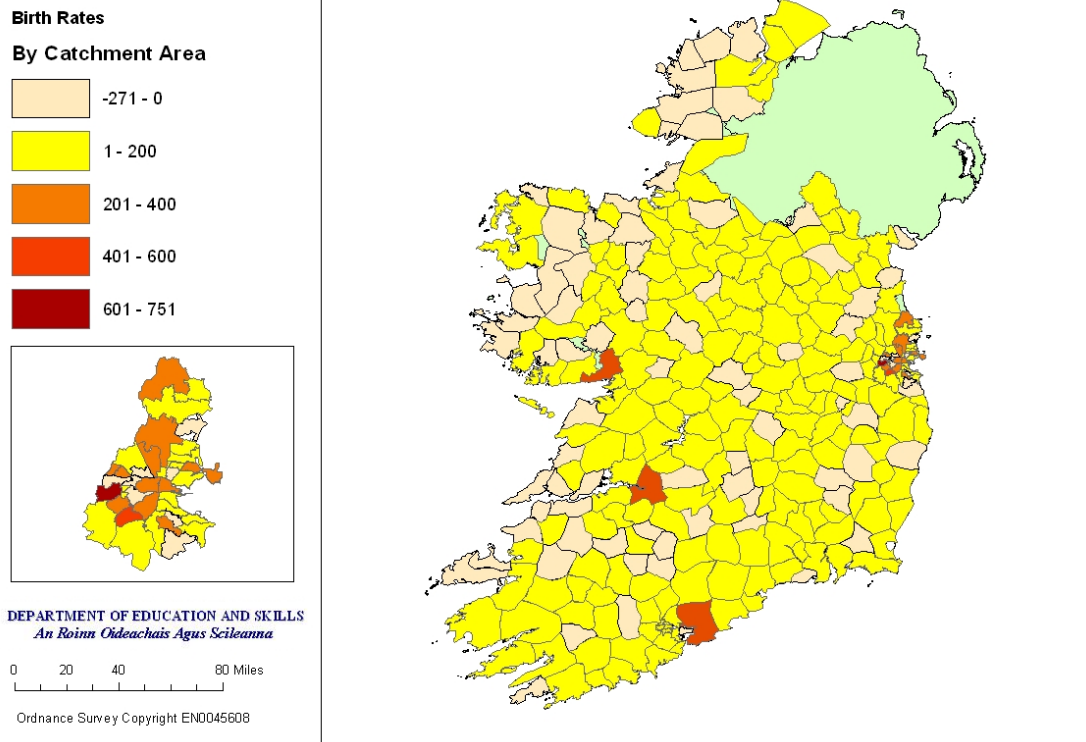 Birth Rates
By Catchment Area
-271 - 0
1 - 200
201 - 400
401 - 600
601 - 751
DEPARTMENT OF EDUCATION AND SKILLS
An Roinn Oideachais Agus Scileanna
0 20 40 80 Miles
Ordnance Survey Copyright EN0045608